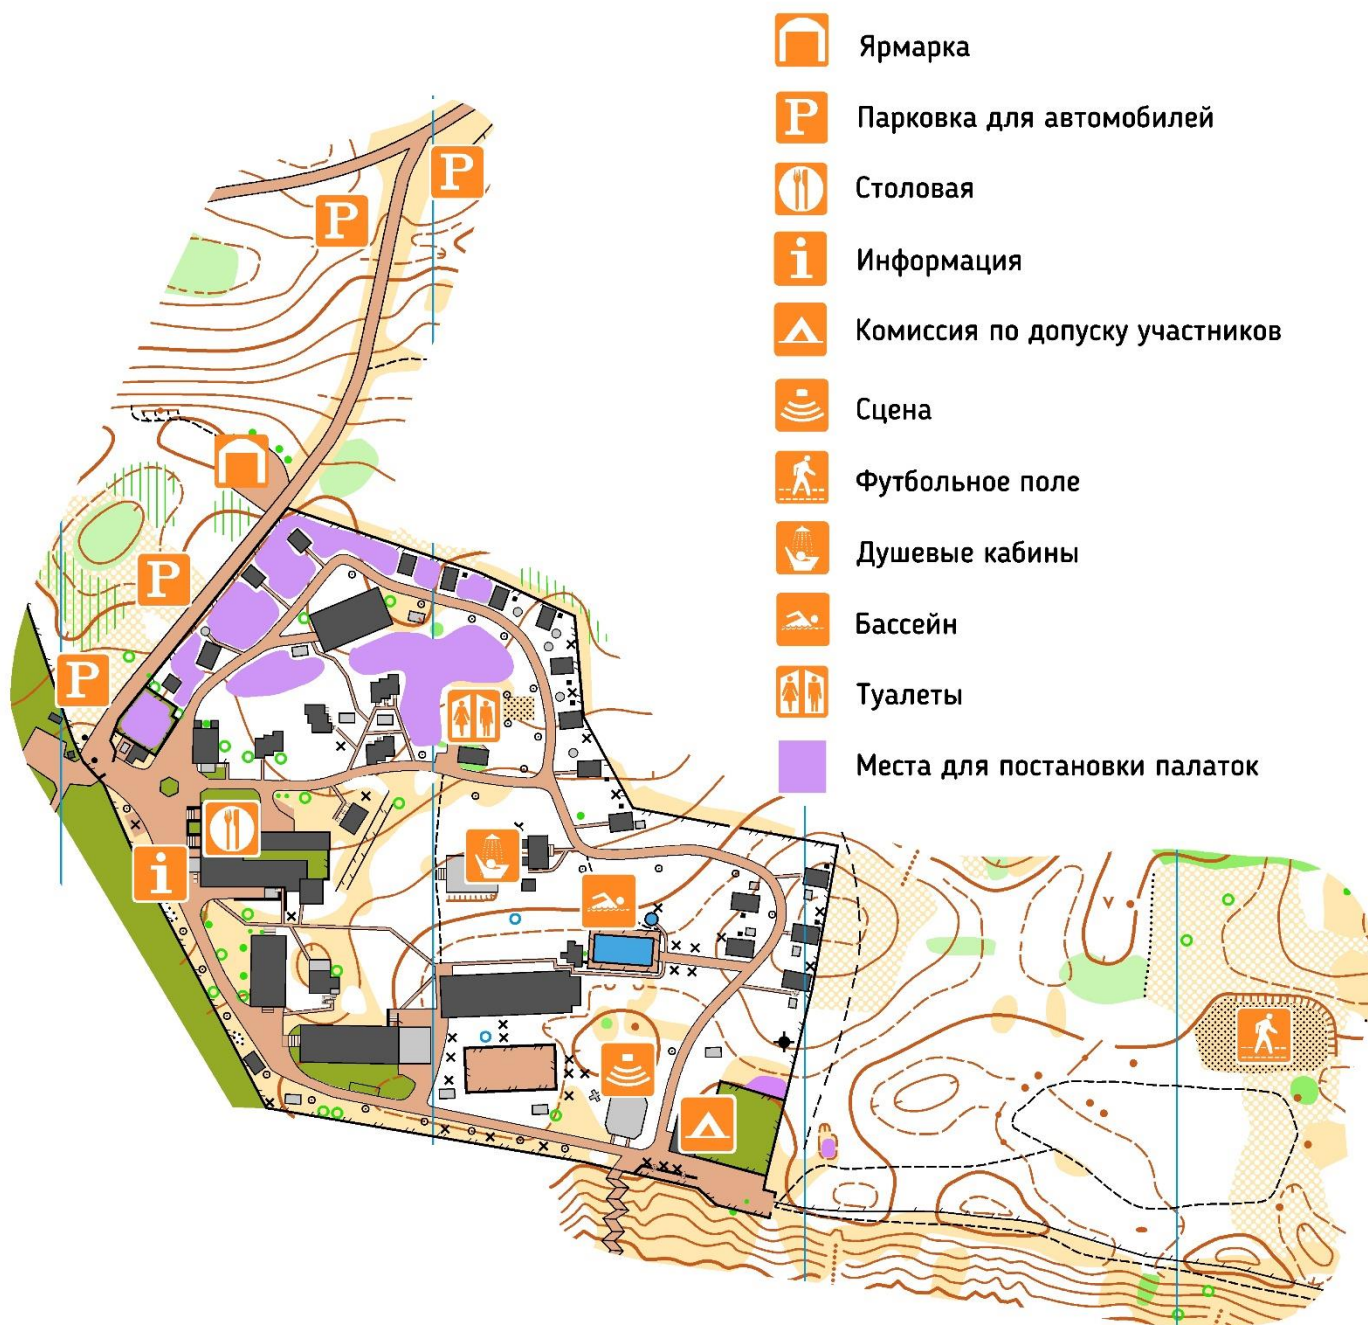 Ярмарка
P Парковка для автомобилей
Столовая
i Информация
Комиссия по допуску участников
Сцена
Футбольное поле
Душевые кабины
Бассейн
Туалеты
Места для постановки палаток
P
P
P
P
i